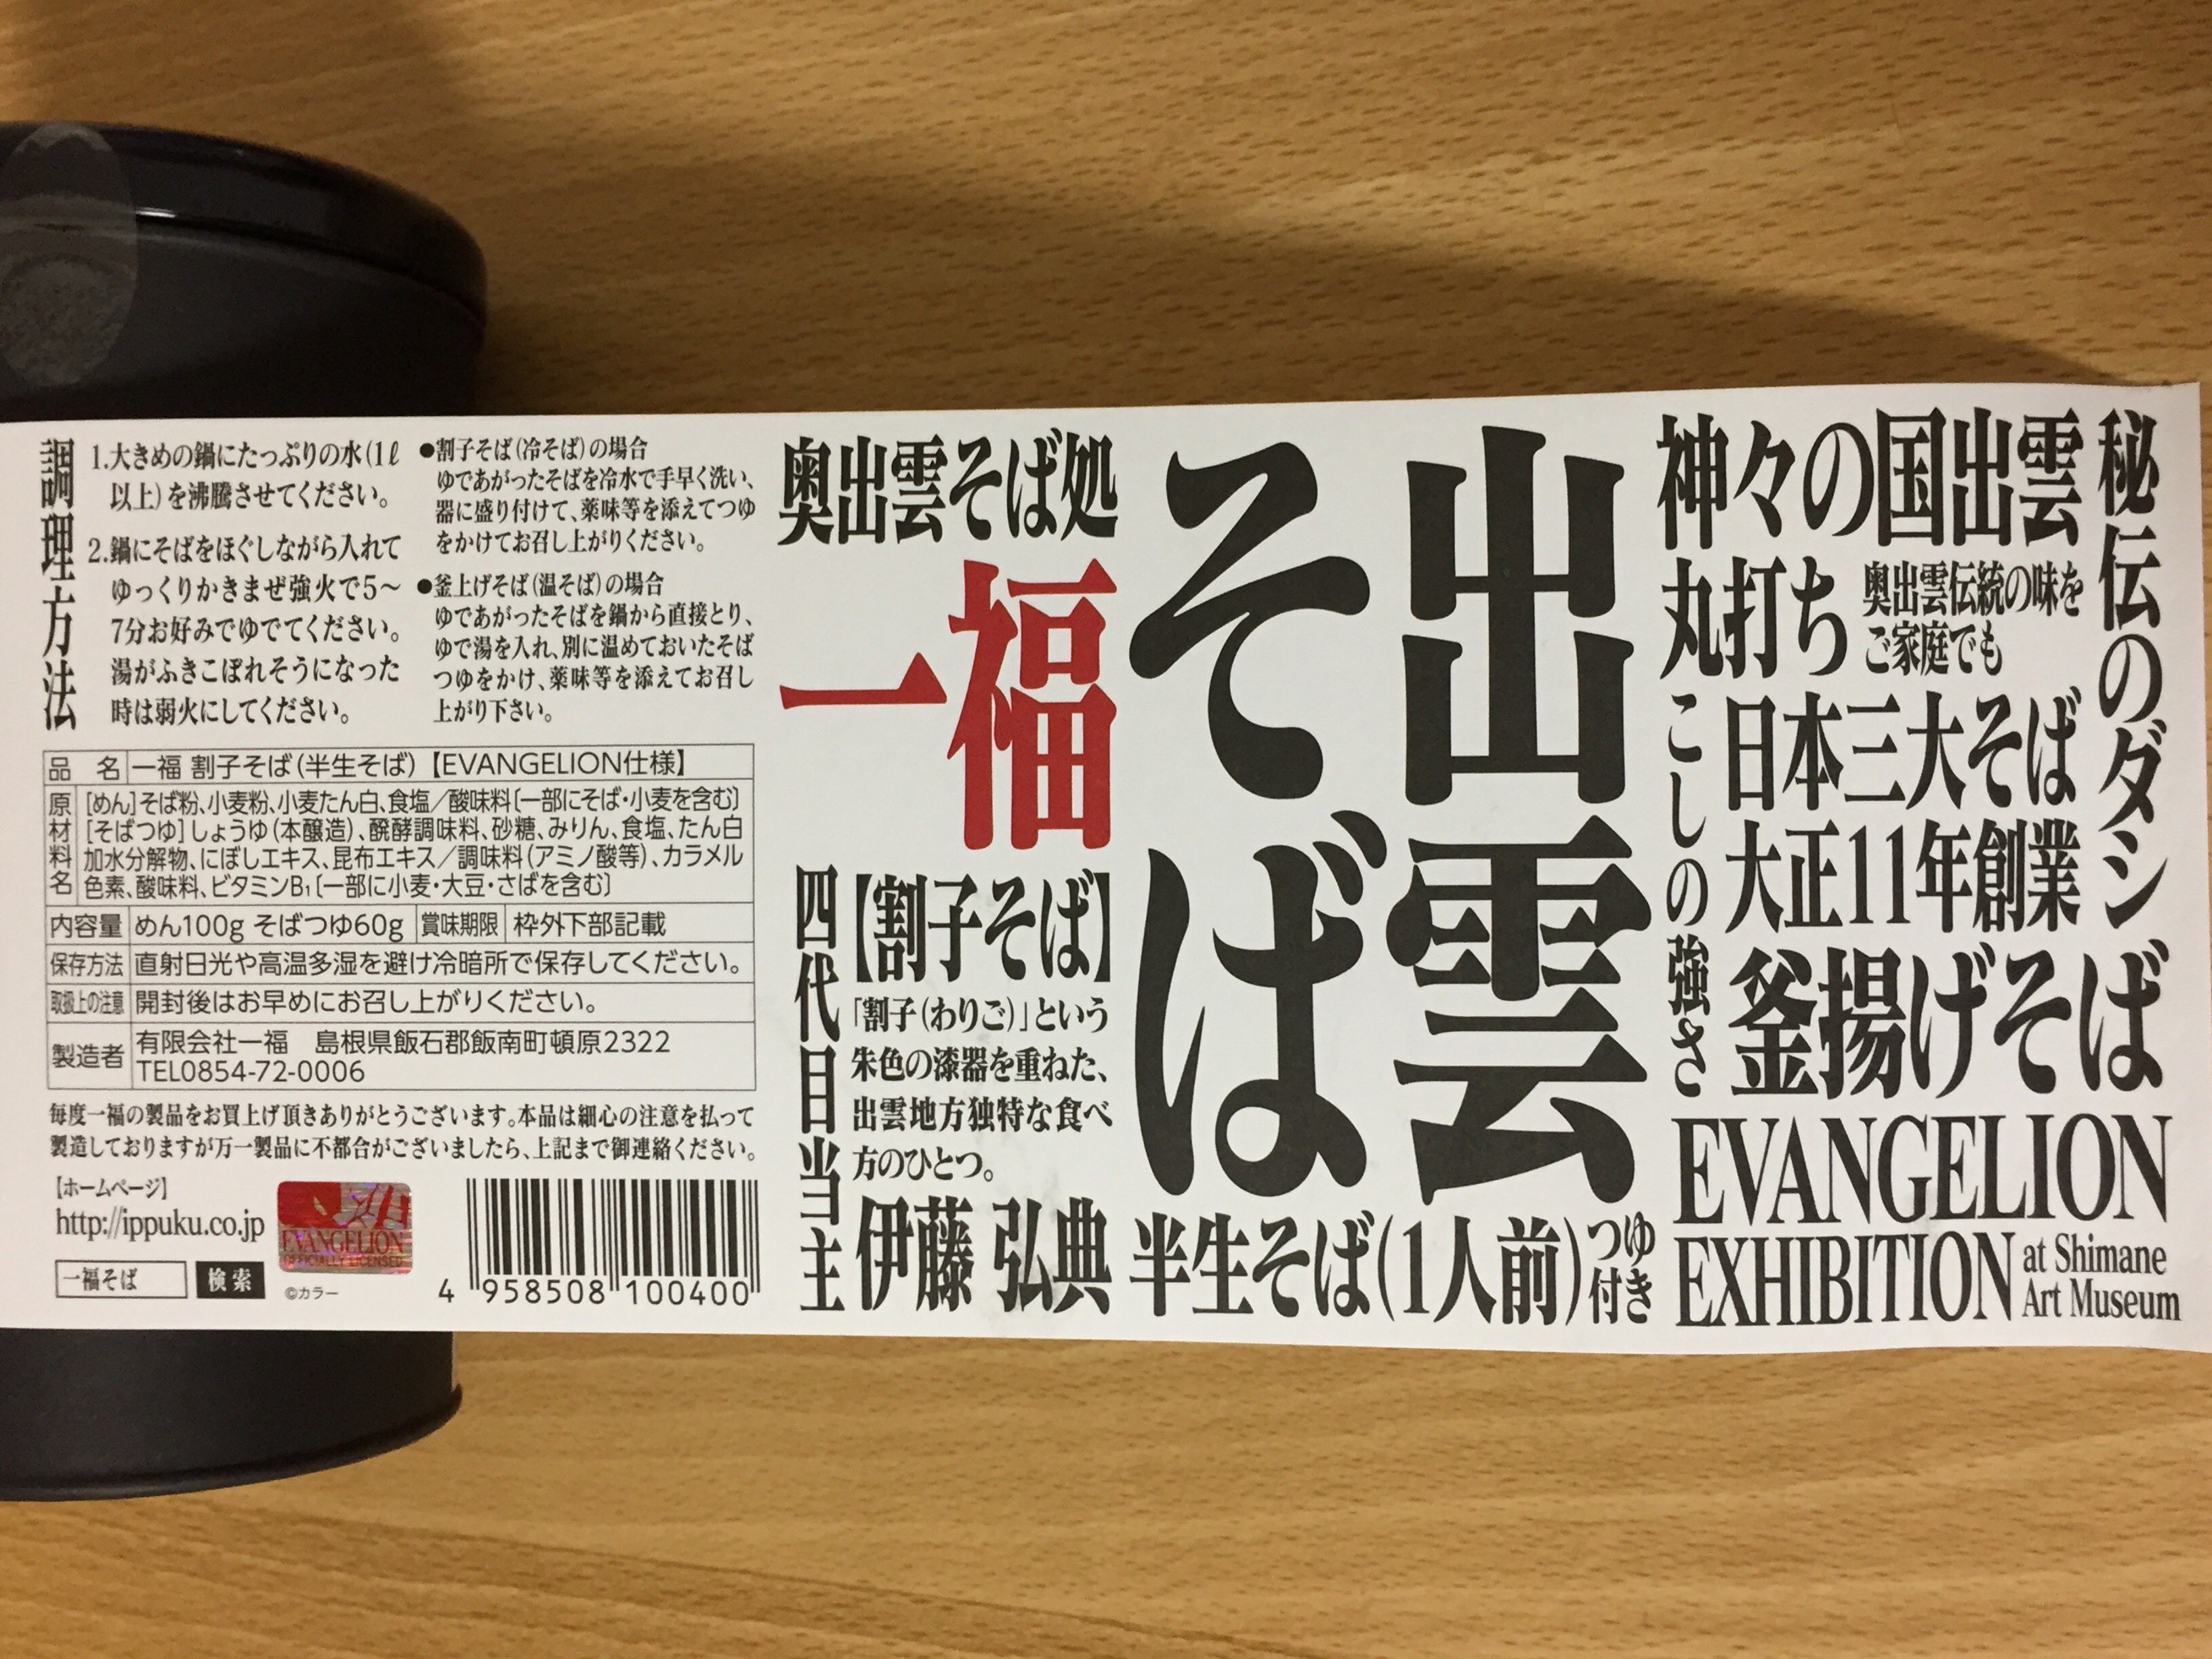 調理方法
1.大きめの鍋にたっぷりの水(1ℓ
以上)を沸騰させてください。
2.鍋にそばをほぐしながら入れて
ゆっくりかきまぜ強火で5〜
7分お好みでゆでてください。
湯がふきこぼれそうになった
時は弱火にしてください。
●割子そば(冷そば)の場合
ゆであがったそばを冷水で手早く洗い、
器に盛り付けて、薬味等を添えてつゆ
をかけてお召し上がりください。
●釜上げそば(温そば)の場合
ゆであがったそばを鍋から直接とり、
ゆで湯を入れ、別に温めておいたそば
つゆをかけ、薬味等を添えてお召し
上がり下さい。
品名 一福 割子そば(半生そば)【EVANGELION仕様】
原材料名
[めん]そば粉、小麦粉、小麦たん白、食塩/酸味料〔一部にそば・小麦を含む〕
[そばつゆ]しょうゆ(本醸造)、醗酵調味料、砂糖、みりん、食塩、たん白
加水分解物、にぼしエキス、昆布エキス/調味料(アミノ酸等)、カラメル
色素、酸味料、ビタミンB₁〔一部に小麦・大豆・さばを含む〕
内容量 めん100g そばつゆ60g 賞味期限 枠外下部記載
保存方法 直射日光や高温多湿を避け冷暗所で保存してください。
取扱上の注意 開封後はお早めにお召し上がりください。
製造者 有限会社一福 島根県飯石郡飯南町頓原2322
TEL0854-72-0006
毎度一福の製品をお買上げ頂きありがとうございます。本品は細心の注意を払って
製造しておりますが万一製品に不都合がございましたら、上記まで御連絡ください。
【ホームページ】
http://ippuku.co.jp
一福そば 検索
EVANGELION
OFFICIALLY LICENSED
©カラー
4 958508 100400
奥出雲そば処
一福
四代目当主
【割子そば】
「割子(わりご)」という
朱色の漆器を重ねた、
出雲地方独特な食べ
方のひとつ。
伊藤 弘典
出雲
そば
半生そば(1人前)つゆ付き
秘伝のダシ
神々の国出雲
丸打ち
奥出雲伝統の味を
ご家庭でも
こしの強さ
日本三大そば
大正11年創業
釜揚げそば
EVANGELION
EXHIBITION at Shimane
Art Museum